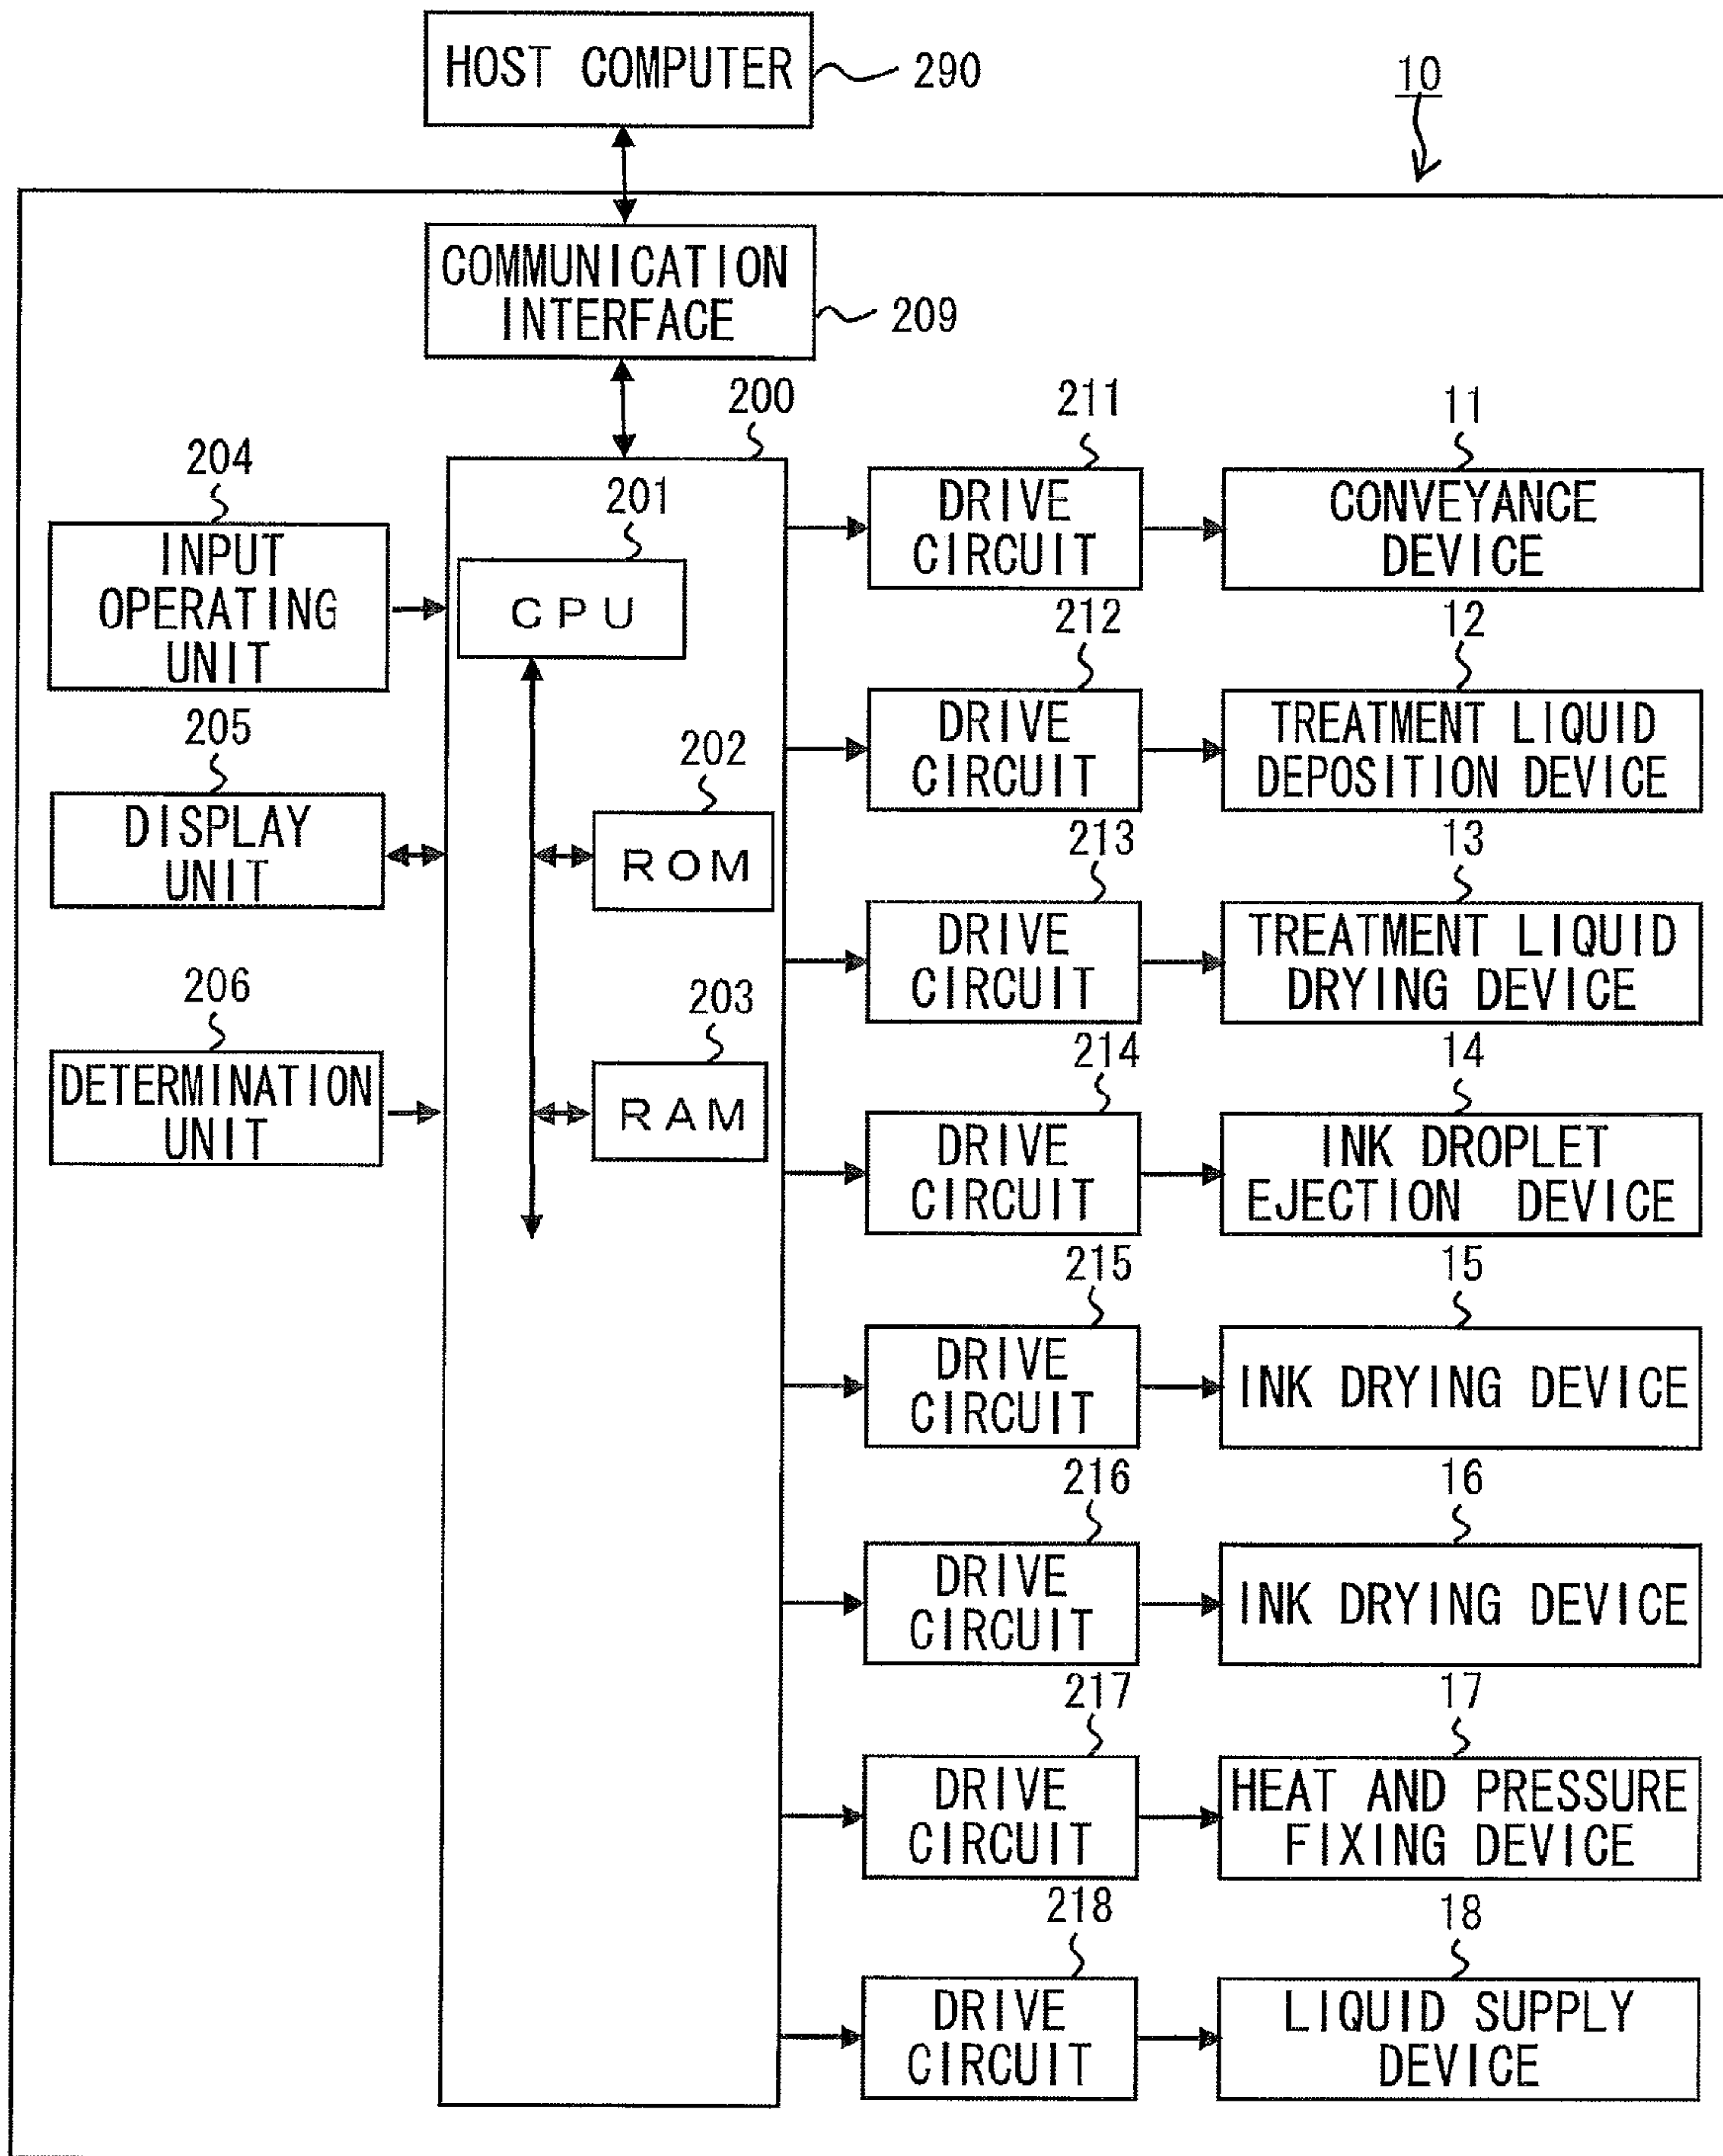 HOST COMPUTER
290
10
COMMUNICATION
INTERFACE
209
200
211
11
204
201
DRIVE
CIRCUIT
CONVEYANCE
DEVICE
INPUT
OPERATING
UNIT
CPU
212
12
205
202
DRIVE
CIRCUIT
TREATMENT LIQUID
DEPOSITION DEVICE
DISPLAY
UNIT
ROM
213
13
DRIVE
CIRCUIT
TREATMENT LIQUID
DRYING DEVICE
206
203
214
14
DETERMINATION
UNIT
RAM
DRIVE
CIRCUIT
INK DROPLET
EJECTION DEVICE
215
15
DRIVE
CIRCUIT
INK DRYING DEVICE
216
16
DRIVE
CIRCUIT
INK DRYING DEVICE
217
17
DRIVE
CIRCUIT
HEAT AND PRESSURE
FIXING DEVICE
218
18
DRIVE
CIRCUIT
LIQUID SUPPLY
DEVICE